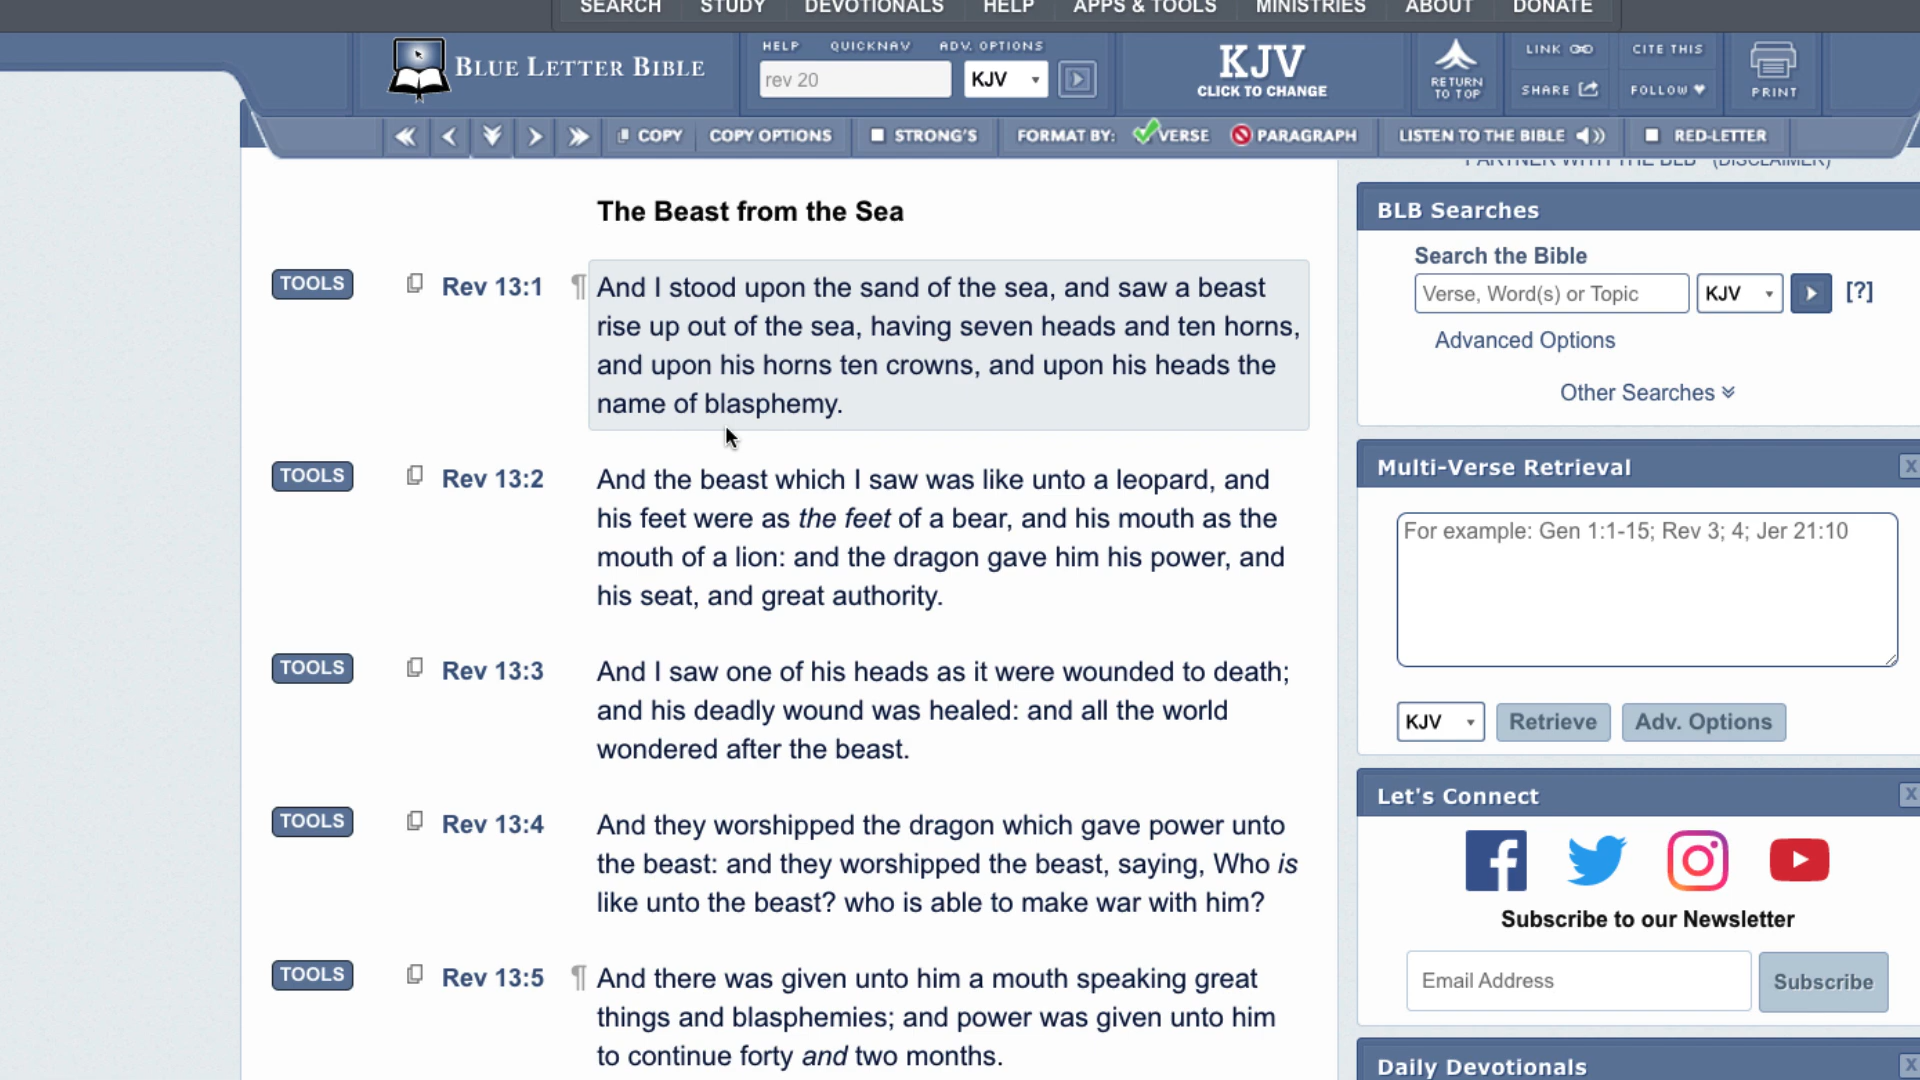 SEARCH STUDY DEVOTIONALS HELP APPS & TOOLS MINISTRIES ABOUT DONATE
BLUE LETTER BIBLE
HELP QUICKNAV ADV. OPTIONS
rev 20 KJV
KJV
CLICK TO CHANGE
RETURN
TO TOP
LINK
SHARE
CITE THIS
FOLLOW
PRINT
COPY COPY OPTIONS STRONG'S FORMAT BY: VERSE PARAGRAPH LISTEN TO THE BIBLE RED-LETTER
The Beast from the Sea
TOOLS Rev 13:1 ¶ And I stood upon the sand of the sea, and saw a beast
rise up out of the sea, having seven heads and ten horns,
and upon his horns ten crowns, and upon his heads the
name of blasphemy.
TOOLS Rev 13:2 And the beast which I saw was like unto a leopard, and
his feet were as the feet of a bear, and his mouth as the
mouth of a lion: and the dragon gave him his power, and
his seat, and great authority.
TOOLS Rev 13:3 And I saw one of his heads as it were wounded to death;
and his deadly wound was healed: and all the world
wondered after the beast.
TOOLS Rev 13:4 And they worshipped the dragon which gave power unto
the beast: and they worshipped the beast, saying, Who is
like unto the beast? who is able to make war with him?
TOOLS Rev 13:5 ¶ And there was given unto him a mouth speaking great
things and blasphemies; and power was given unto him
to continue forty and two months.
PARTNER WITH THE BLB (DISCLAIMER)
BLB Searches
Search the Bible
Verse, Word(s) or Topic KJV [?]
Advanced Options
Other Searches
Multi-Verse Retrieval X
For example: Gen 1:1-15; Rev 3; 4; Jer 21:10
KJV Retrieve Adv. Options
Let's Connect X
Subscribe to our Newsletter
Email Address Subscribe
Daily Devotionals X